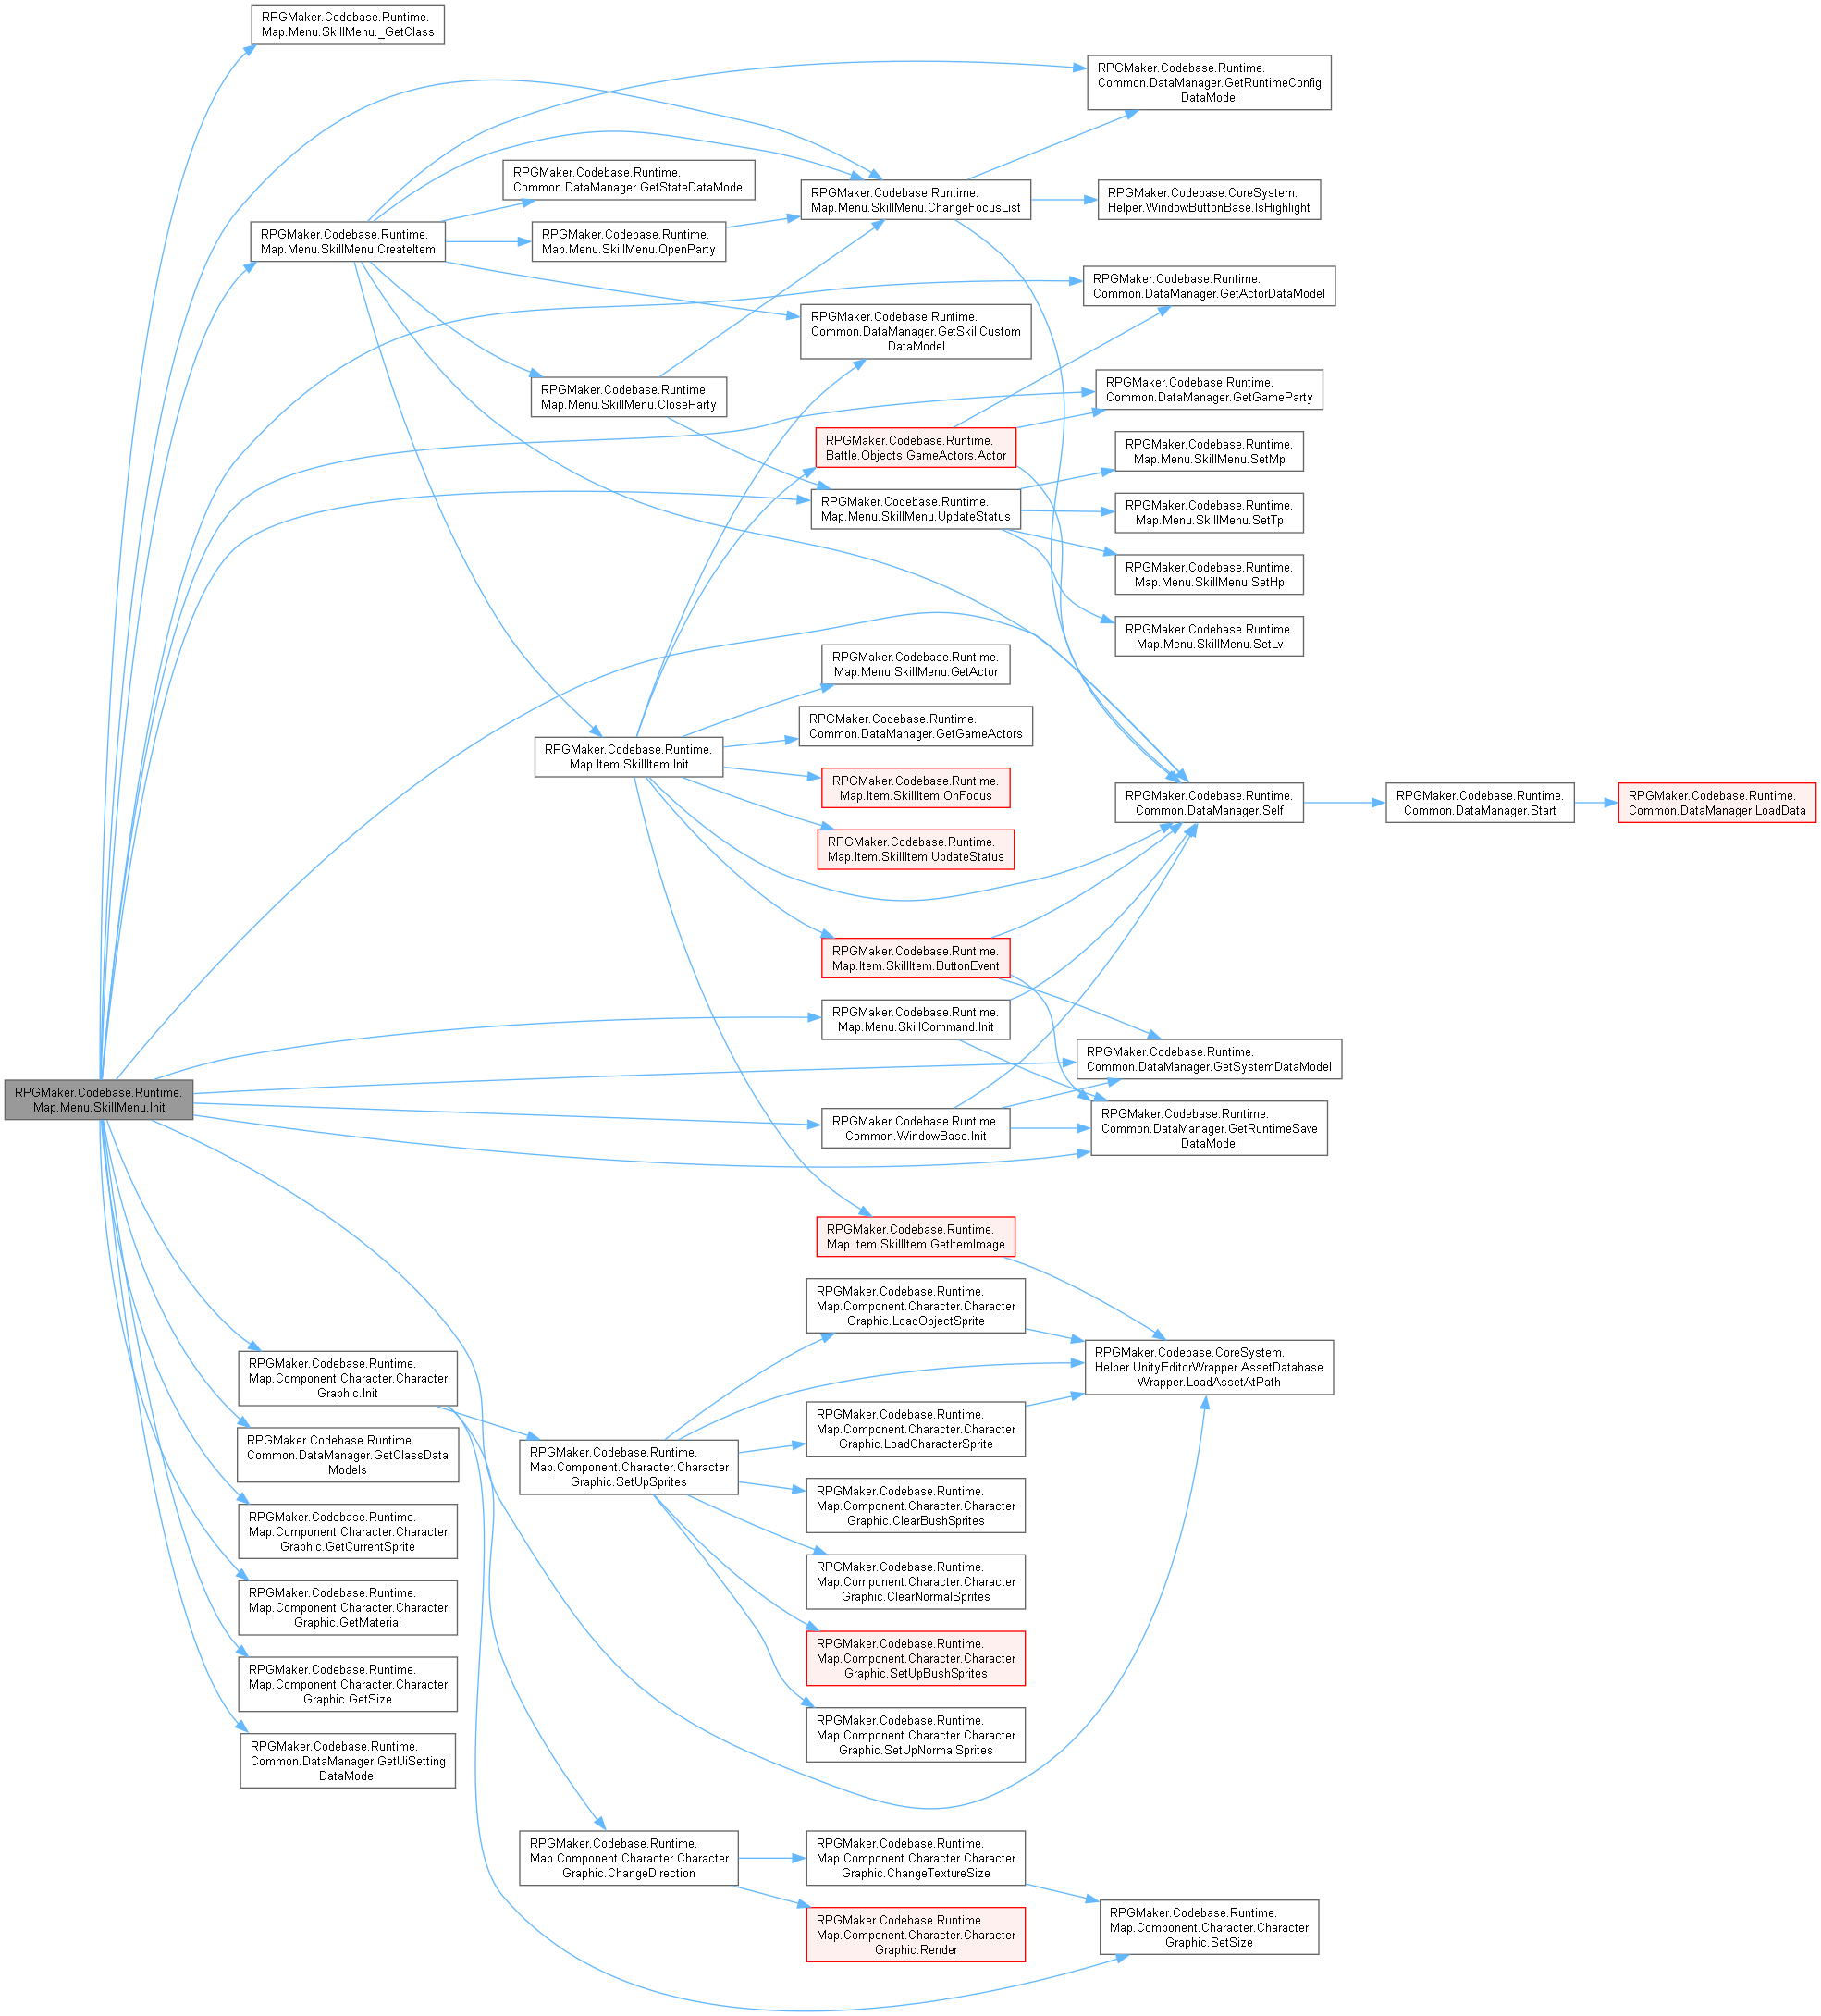 RPGMaker.Codebase.Runtime.
Map.Menu.SkillMenu._GetClass
RPGMaker.Codebase.Runtime.
Common.DataManager.GetRuntimeConfig
DataModel
RPGMaker.Codebase.Runtime.
Common.DataManager.GetStateDataModel
RPGMaker.Codebase.Runtime.
Map.Menu.SkillMenu.ChangeFocusList
RPGMaker.Codebase.CoreSystem.
Helper.WindowButtonBase.IsHighlight
RPGMaker.Codebase.Runtime.
Map.Menu.SkillMenu.CreateItem
RPGMaker.Codebase.Runtime.
Map.Menu.SkillMenu.OpenParty
RPGMaker.Codebase.Runtime.
Common.DataManager.GetActorDataModel
RPGMaker.Codebase.Runtime.
Common.DataManager.GetSkillCustom
DataModel
RPGMaker.Codebase.Runtime.
Map.Menu.SkillMenu.CloseParty
RPGMaker.Codebase.Runtime.
Common.DataManager.GetGameParty
RPGMaker.Codebase.Runtime.
Battle.Objects.GameActors.Actor
RPGMaker.Codebase.Runtime.
Map.Menu.SkillMenu.SetMp
RPGMaker.Codebase.Runtime.
Map.Menu.SkillMenu.UpdateStatus
RPGMaker.Codebase.Runtime.
Map.Menu.SkillMenu.SetTp
RPGMaker.Codebase.Runtime.
Map.Menu.SkillMenu.SetHp
RPGMaker.Codebase.Runtime.
Map.Menu.SkillMenu.SetLv
RPGMaker.Codebase.Runtime.
Map.Menu.SkillMenu.GetActor
RPGMaker.Codebase.Runtime.
Common.DataManager.GetGameActors
RPGMaker.Codebase.Runtime.
Map.Item.SkillItem.Init
RPGMaker.Codebase.Runtime.
Map.Item.SkillItem.OnFocus
RPGMaker.Codebase.Runtime.
Common.DataManager.Self
RPGMaker.Codebase.Runtime.
Common.DataManager.Start
RPGMaker.Codebase.Runtime.
Common.DataManager.LoadData
RPGMaker.Codebase.Runtime.
Map.Item.SkillItem.UpdateStatus
RPGMaker.Codebase.Runtime.
Map.Item.SkillItem.ButtonEvent
RPGMaker.Codebase.Runtime.
Map.Menu.SkillCommand.Init
RPGMaker.Codebase.Runtime.
Common.DataManager.GetSystemDataModel
RPGMaker.Codebase.Runtime.
Map.Menu.SkillMenu.Init
RPGMaker.Codebase.Runtime.
Common.WindowBase.Init
RPGMaker.Codebase.Runtime.
Common.DataManager.GetRuntimeSave
DataModel
RPGMaker.Codebase.Runtime.
Map.Item.SkillItem.GetItemImage
RPGMaker.Codebase.Runtime.
Map.Component.Character.Character
Graphic.LoadObjectSprite
RPGMaker.Codebase.CoreSystem.
Helper.UnityEditorWrapper.AssetDatabase
Wrapper.LoadAssetAtPath
RPGMaker.Codebase.Runtime.
Map.Component.Character.Character
Graphic.Init
RPGMaker.Codebase.Runtime.
Map.Component.Character.Character
Graphic.LoadCharacterSprite
RPGMaker.Codebase.Runtime.
Common.DataManager.GetClassData
Models
RPGMaker.Codebase.Runtime.
Map.Component.Character.Character
Graphic.SetUpSprites
RPGMaker.Codebase.Runtime.
Map.Component.Character.Character
Graphic.ClearBushSprites
RPGMaker.Codebase.Runtime.
Map.Component.Character.Character
Graphic.GetCurrentSprite
RPGMaker.Codebase.Runtime.
Map.Component.Character.Character
Graphic.ClearNormalSprites
RPGMaker.Codebase.Runtime.
Map.Component.Character.Character
Graphic.GetMaterial
RPGMaker.Codebase.Runtime.
Map.Component.Character.Character
Graphic.SetUpBushSprites
RPGMaker.Codebase.Runtime.
Map.Component.Character.Character
Graphic.GetSize
RPGMaker.Codebase.Runtime.
Map.Component.Character.Character
Graphic.SetUpNormalSprites
RPGMaker.Codebase.Runtime.
Common.DataManager.GetUiSetting
DataModel
RPGMaker.Codebase.Runtime.
Map.Component.Character.Character
Graphic.ChangeDirection
RPGMaker.Codebase.Runtime.
Map.Component.Character.Character
Graphic.ChangeTextureSize
RPGMaker.Codebase.Runtime.
Map.Component.Character.Character
Graphic.Render
RPGMaker.Codebase.Runtime.
Map.Component.Character.Character
Graphic.SetSize